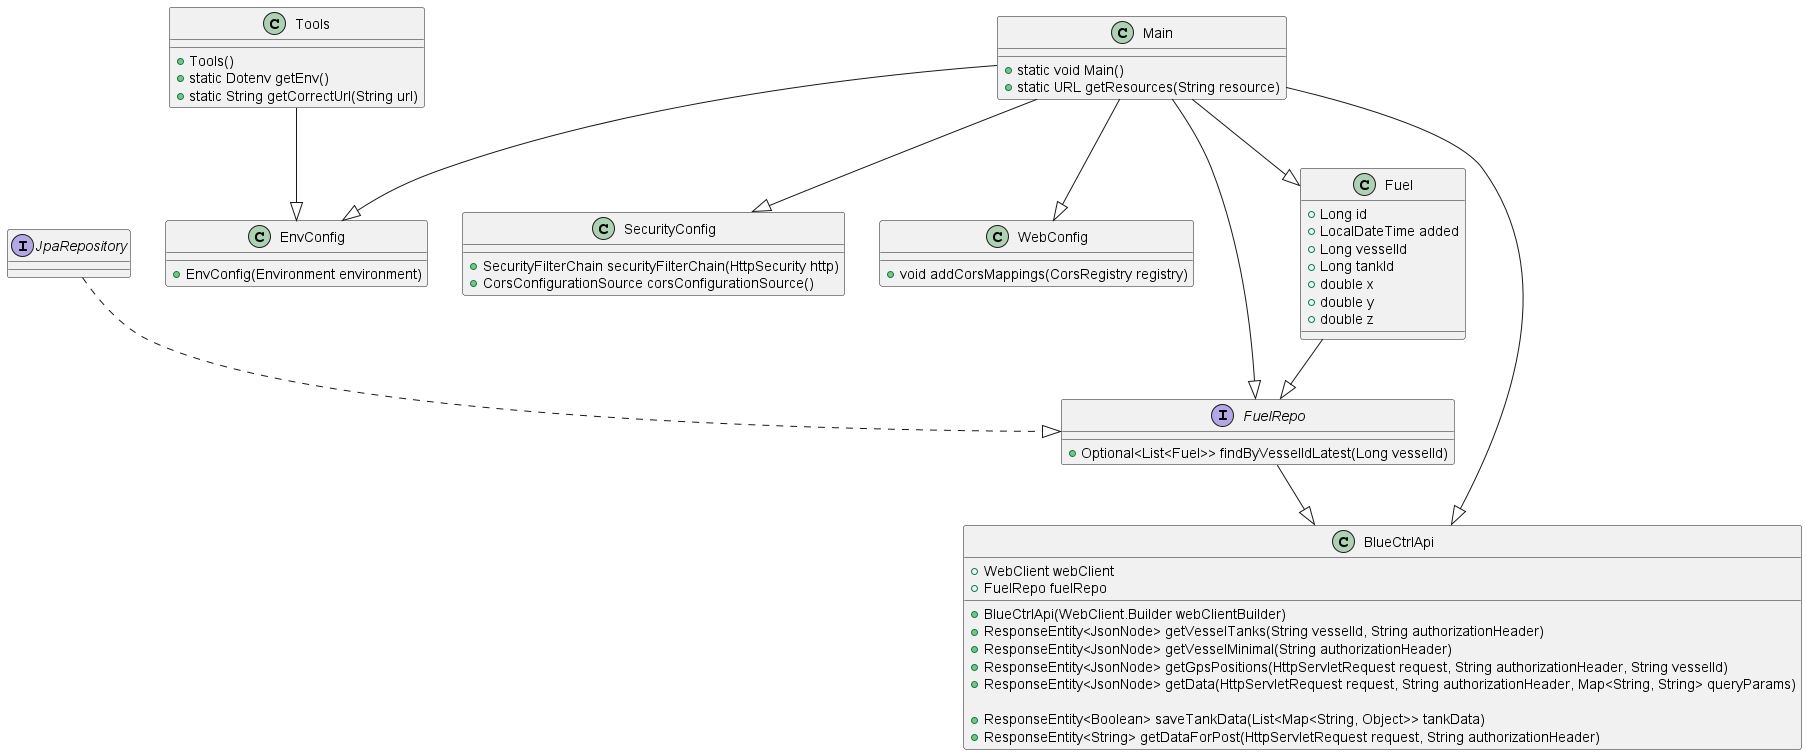 C Tools
+ Tools()
+ static Dotenv getEnv()
+ static String getCorrectUrl(String url)
C Main
+ static void Main()
+ static URL getResources(String resource)
I JpaRepository
C EnvConfig
+ EnvConfig(Environment environment)
C SecurityConfig
+ SecurityFilterChain securityFilterChain(HttpSecurity http)
+ CorsConfigurationSource corsConfigurationSource()
C WebConfig
+ void addCorsMappings(CorsRegistry registry)
C Fuel
+ Long id
+ LocalDateTime added
+ Long vesselId
+ Long tankId
+ double x
+ double y
+ double z
I FuelRepo
+ Optional<List<Fuel>> findByVesselIdLatest(Long vesselId)
C BlueCtrlApi
+ WebClient webClient
+ FuelRepo fuelRepo
+ BlueCtrlApi(WebClient.Builder webClientBuilder)
+ ResponseEntity<JsonNode> getVesselTanks(String vesselId, String authorizationHeader)
+ ResponseEntity<JsonNode> getVesselMinimal(String authorizationHeader)
+ ResponseEntity<JsonNode> getGpsPositions(HttpServletRequest request, String authorizationHeader, String vesselId)
+ ResponseEntity<JsonNode> getData(HttpServletRequest request, String authorizationHeader, Map<String, String> queryParams)
+ ResponseEntity<Boolean> saveTankData(List<Map<String, Object>> tankData)
+ ResponseEntity<String> getDataForPost(HttpServletRequest request, String authorizationHeader)